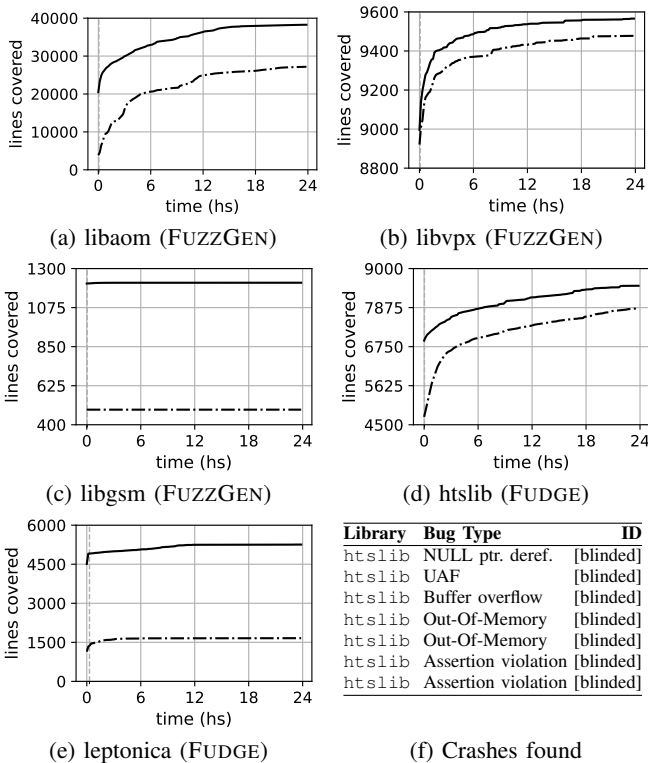 40000
30000
20000
10000
0
lines covered
0 6 12 18 24
time (hs)
(a) libaom (FUZZGEN)
9600
9400
9200
9000
8800
lines covered
0 6 12 18 24
time (hs)
(b) libvpx (FUZZGEN)
1300
1075
850
625
400
lines covered
0 6 12 18 24
time (hs)
(c) libgsm (FUZZGEN)
9000
7875
6750
5625
4500
lines covered
0 6 12 18 24
time (hs)
(d) htslib (FUDGE)
6000
4500
3000
1500
0
lines covered
0 6 12 18 24
time (hs)
(e) leptonica (FUDGE)
Library Bug Type ID
htslib NULL ptr. deref. [blinded]
htslib UAF [blinded]
htslib Buffer overflow [blinded]
htslib Out-Of-Memory [blinded]
htslib Out-Of-Memory [blinded]
htslib Assertion violation [blinded]
htslib Assertion violation [blinded]
(f) Crashes found